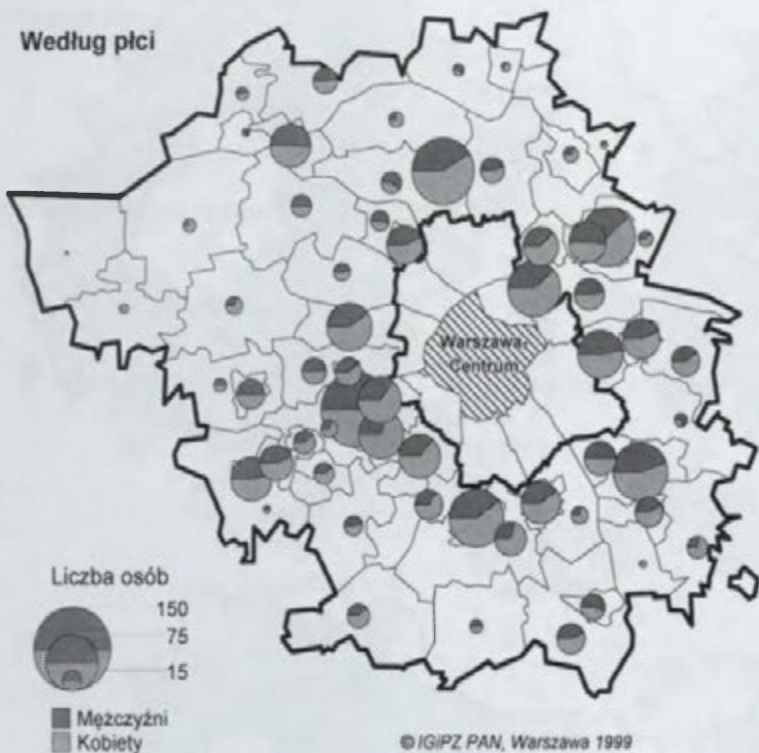 Według płci
Warszawa-
Centrum
Liczba osób
150
75
15
Mężczyźni
Kobiety
© IGiPZ PAN, Warszawa 1999